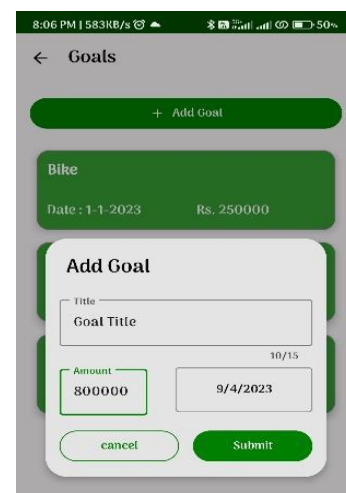 8:06 PM | 583KB/s 50%
Goals
+ Add Goal
Bike
Date : 1-1-2023 Rs. 250000
Add Goal
Title
Goal Title
10/15
Amount
800000 9/4/2023
cancel Submit